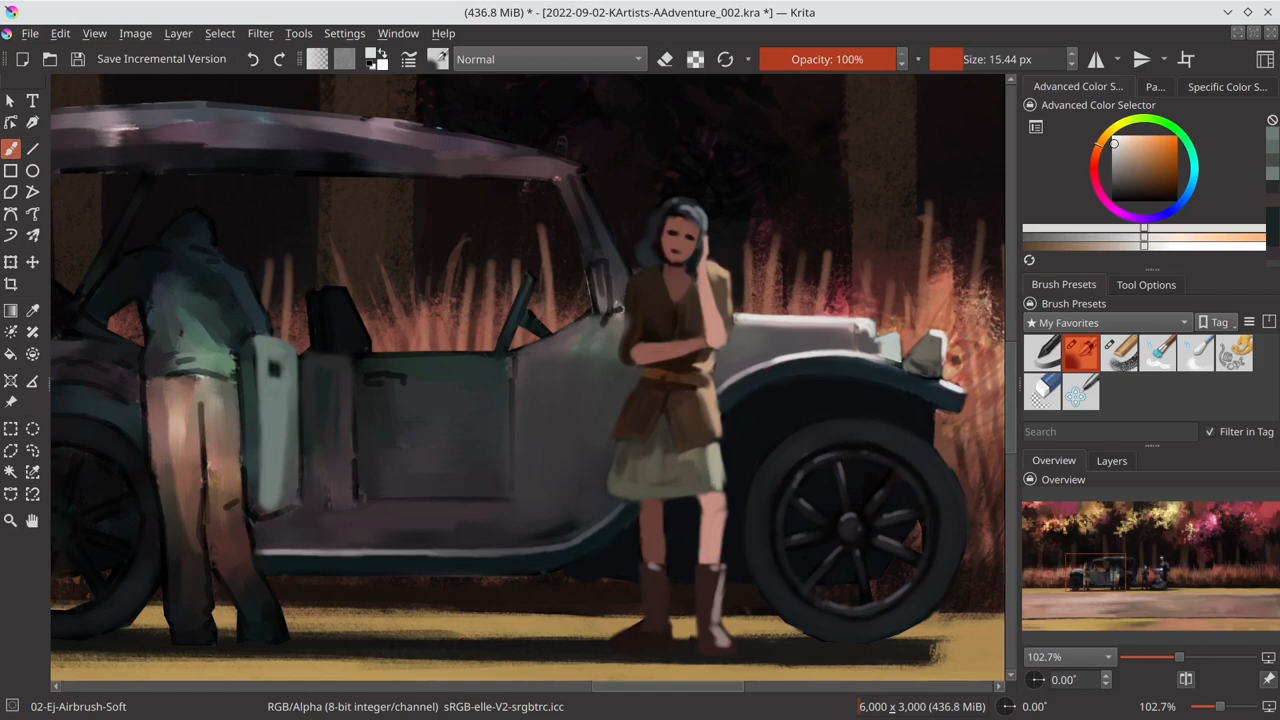 (436.8 MiB) * - [2022-09-02-KArtists-AAdventure_002.kra *] — Krita
File Edit View Image Layer Select Filter Tools Settings Window Help
Save Incremental Version Normal Opacity: 100% Size: 15.44 px
Advanced Color S... Pa... Specific Color S...
Advanced Color Selector
Brush Presets Tool Options
Brush Presets
★ My Favorites Tag
Search Filter in Tag
Overview Layers
Overview
102.7%
0.00°
02-Ej-Airbrush-Soft RGB/Alpha (8-bit integer/channel) sRGB-elle-V2-srgbtrc.icc 6,000 x 3,000 (436.8 MiB) 0.00° 102.7%